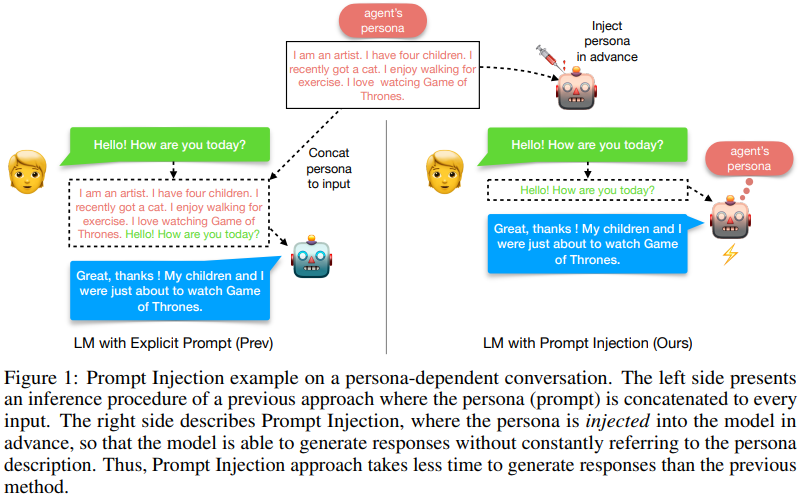 agent's
persona
I am an artist. I have four children. I
recently got a cat. I enjoy walking for
exercise. I love watcing Game of
Thrones.
Inject
persona
in advance
Hello! How are you today?
Concat
persona
to input
I am an artist. I have four children. I
recently got a cat. I enjoy walking for
exercise. I love watching Game of
Thrones. Hello! How are you today?
Great, thanks ! My children and I
were just about to watch Game
of Thrones.
LM with Explicit Prompt (Prev)
Hello! How are you today?
agent's
persona
Hello! How are you today?
Great, thanks ! My children and I
were just about to watch Game
of Thrones.
LM with Prompt Injection (Ours)
Figure 1: Prompt Injection example on a persona-dependent conversation. The left side presents
an inference procedure of a previous approach where the persona (prompt) is concatenated to every
input. The right side describes Prompt Injection, where the persona is injected into the model in
advance, so that the model is able to generate responses without constantly referring to the persona
description. Thus, Prompt Injection approach takes less time to generate responses than the previous
method.